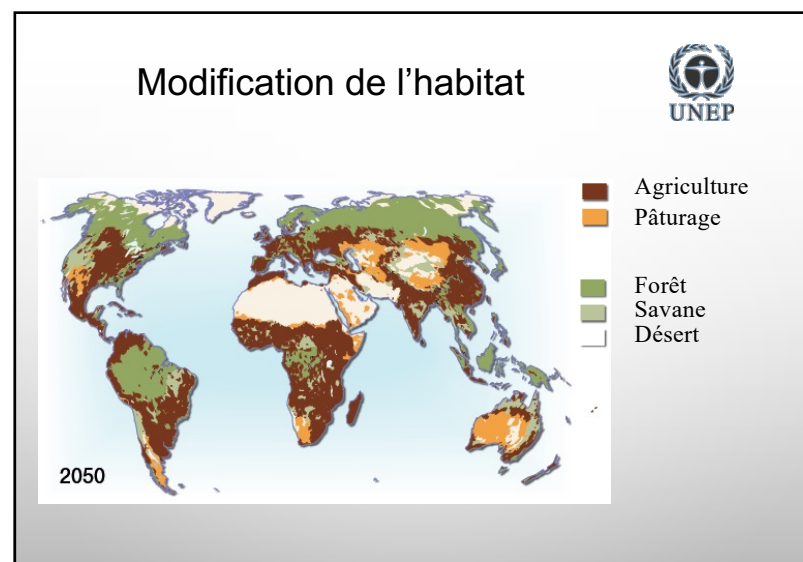 Modification de l’habitat
UNEP
Agriculture
Pâturage
Forêt
Savane
Désert
2050